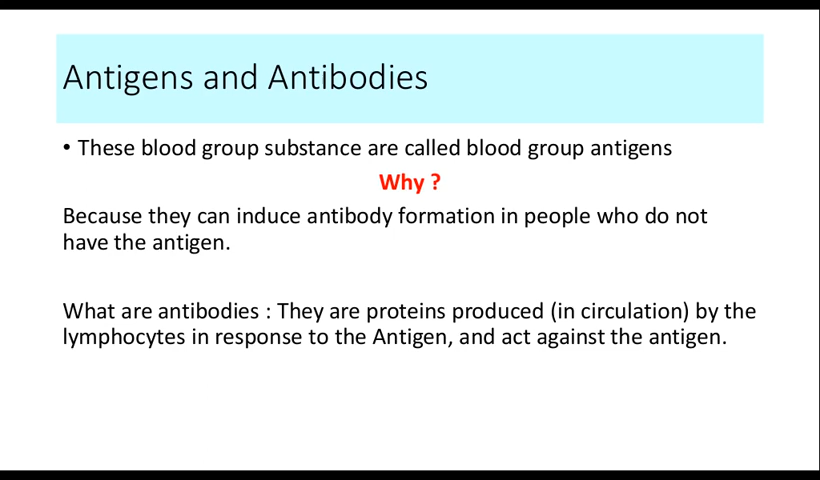 Antigens and Antibodies
• These blood group substance are called blood group antigens
Why ?
Because they can induce antibody formation in people who do not
have the antigen.
What are antibodies : They are proteins produced (in circulation) by the
lymphocytes in response to the Antigen, and act against the antigen.